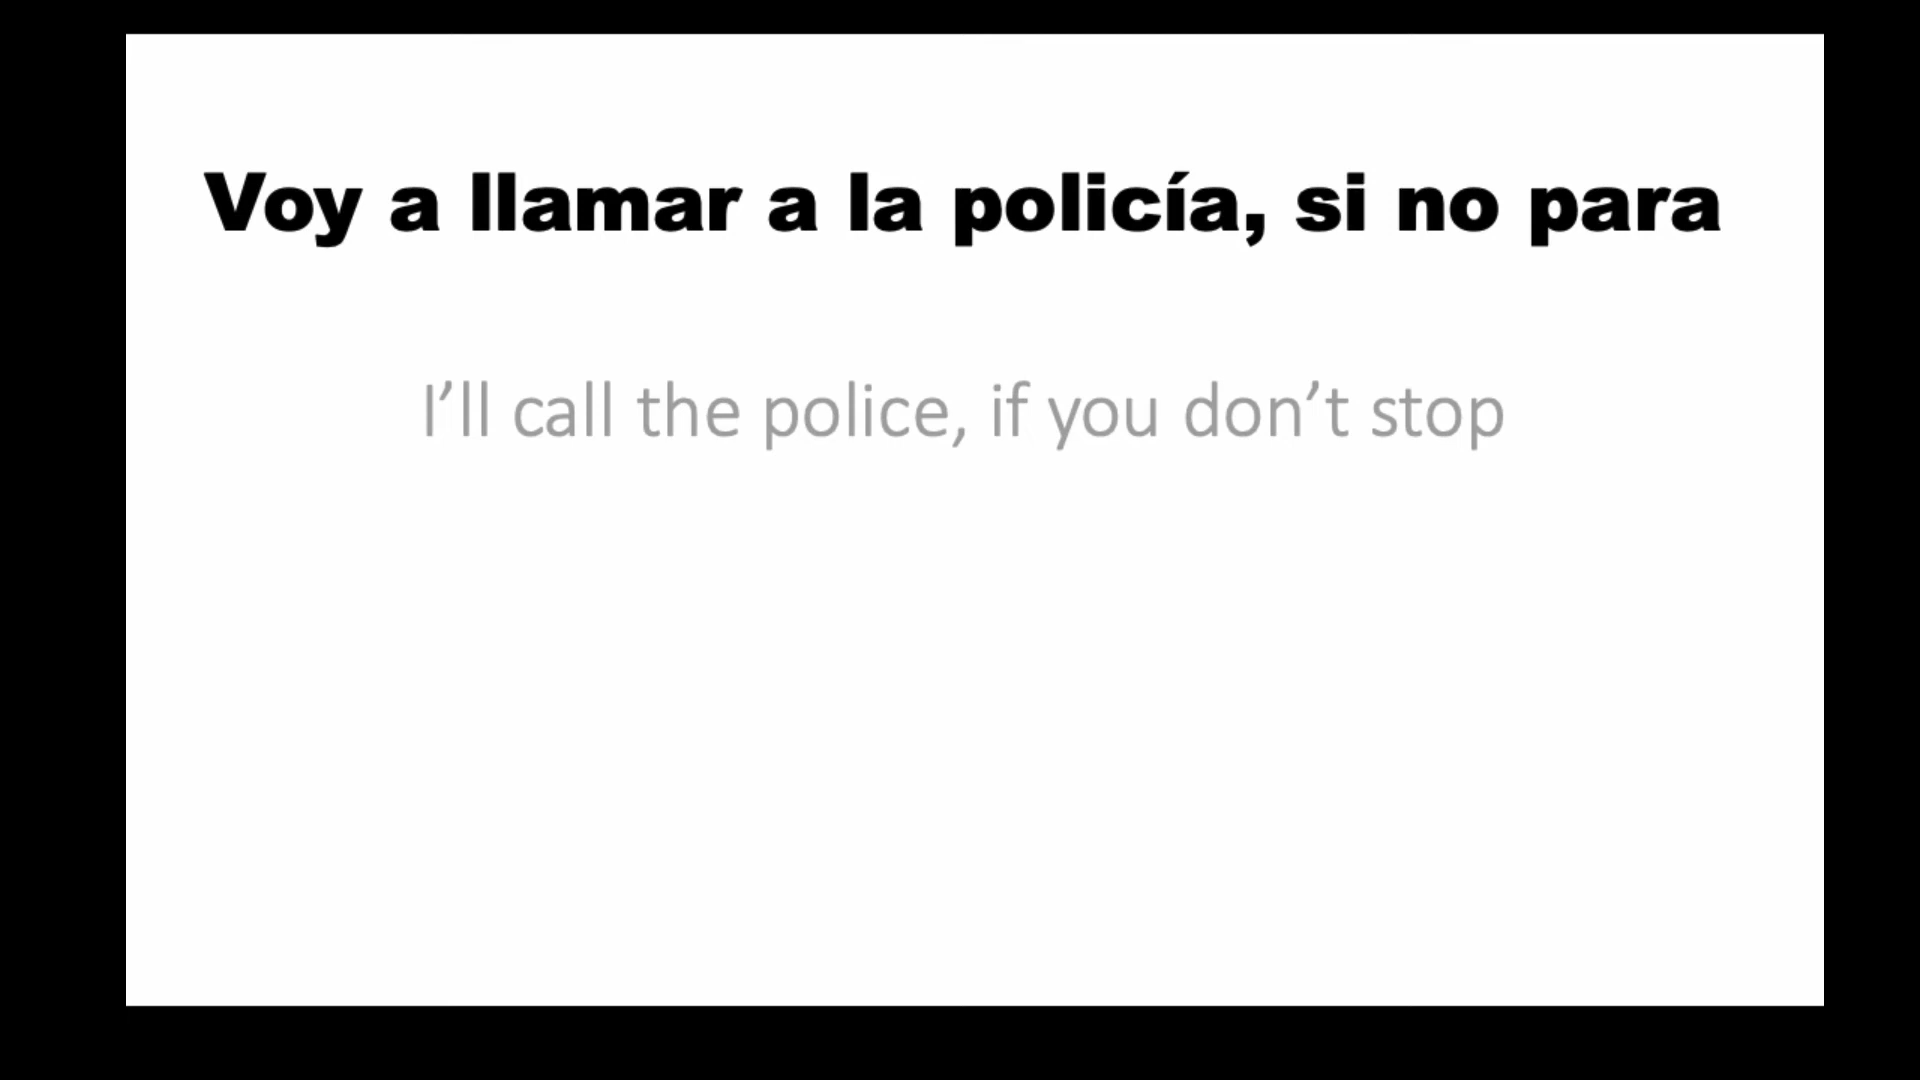 Voy a llamar a la policía, si no para
I’ll call the police, if you don’t stop